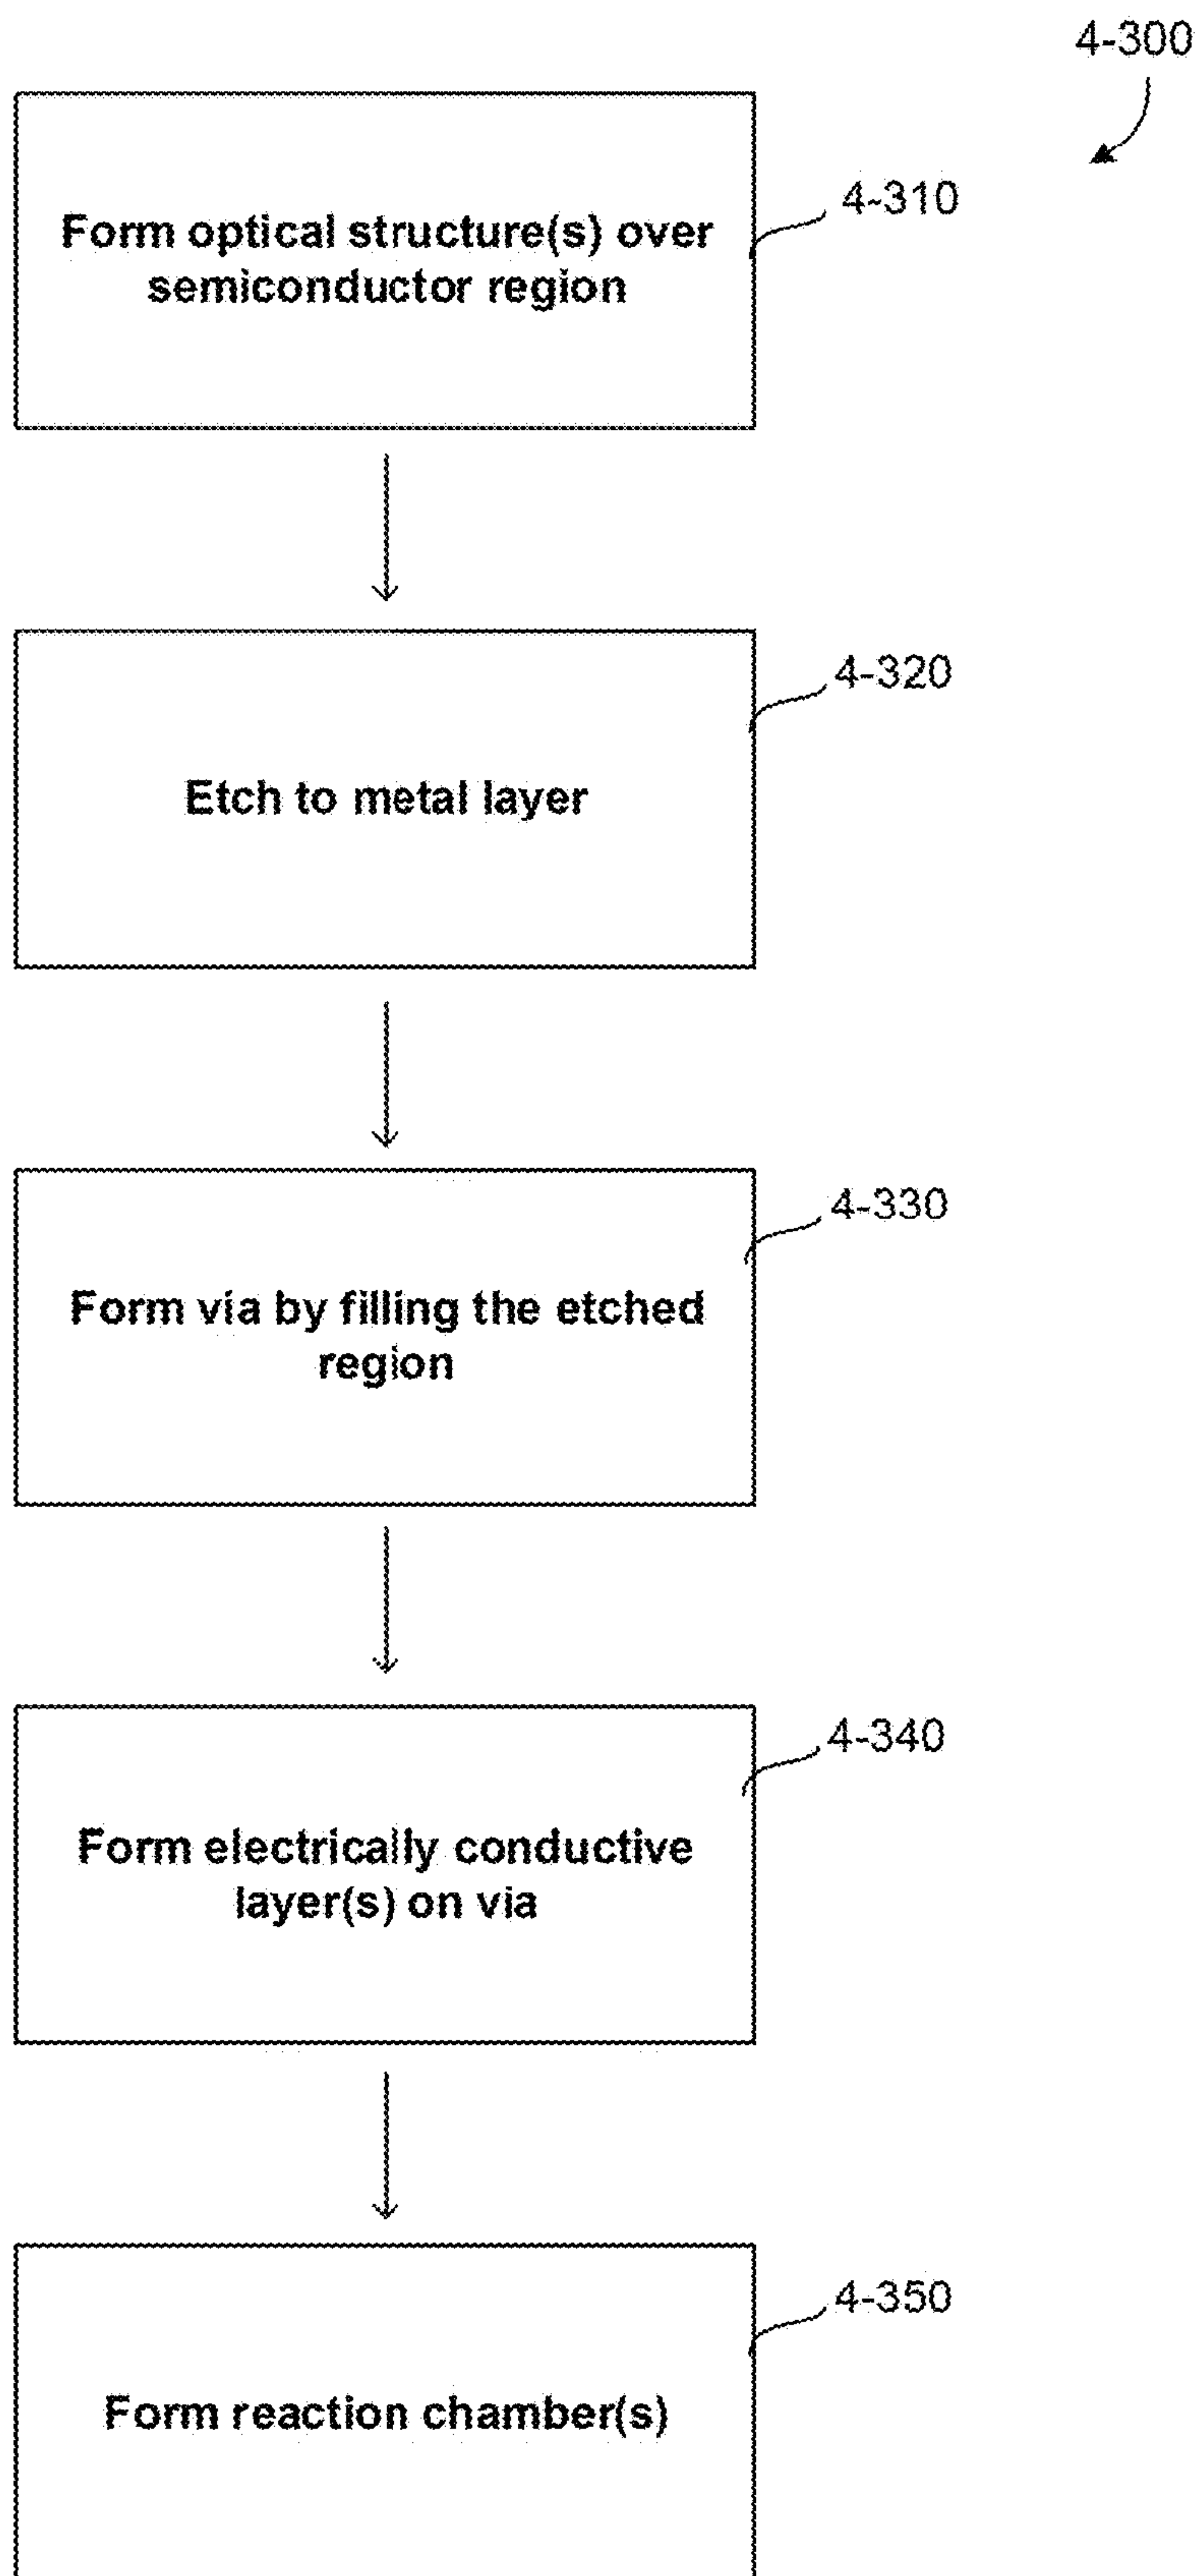 4-300
4-310
Form optical structure(s) over
semiconductor region
4-320
Etch to metal layer
4-330
Form via by filling the etched
region
4-340
Form electrically conductive
layer(s) on via
4-350
Form reaction chamber(s)